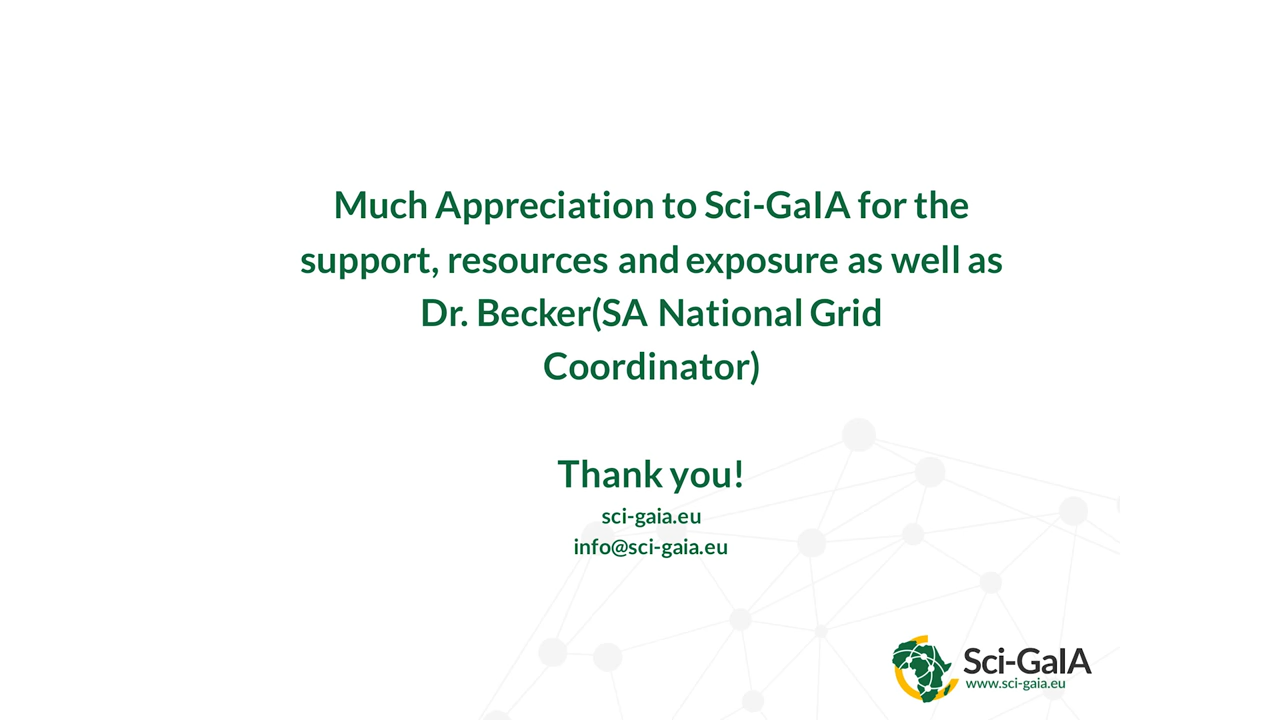 Much Appreciation to Sci-GaIA for the
support, resources and exposure as well as
Dr. Becker(SA National Grid
Coordinator)
Thank you!
sci-gaia.eu
info@sci-gaia.eu
Sci-GaIA
www.sci-gaia.eu